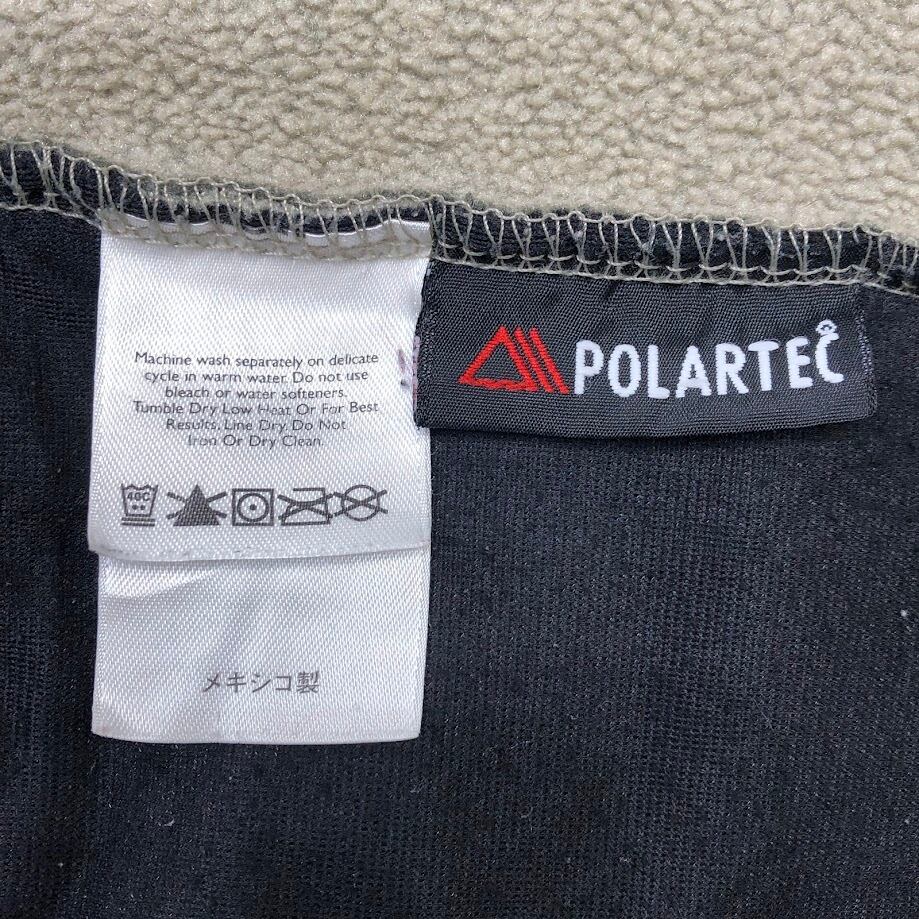 Machine wash separately on delicate
cycle in warm water. Do not use
bleach or water softeners.
Tumble Dry Low Heat Or For Best
Results, Line Dry. Do Not
Iron Or Dry Clean.
40C
メキシコ製
POLARTEC®